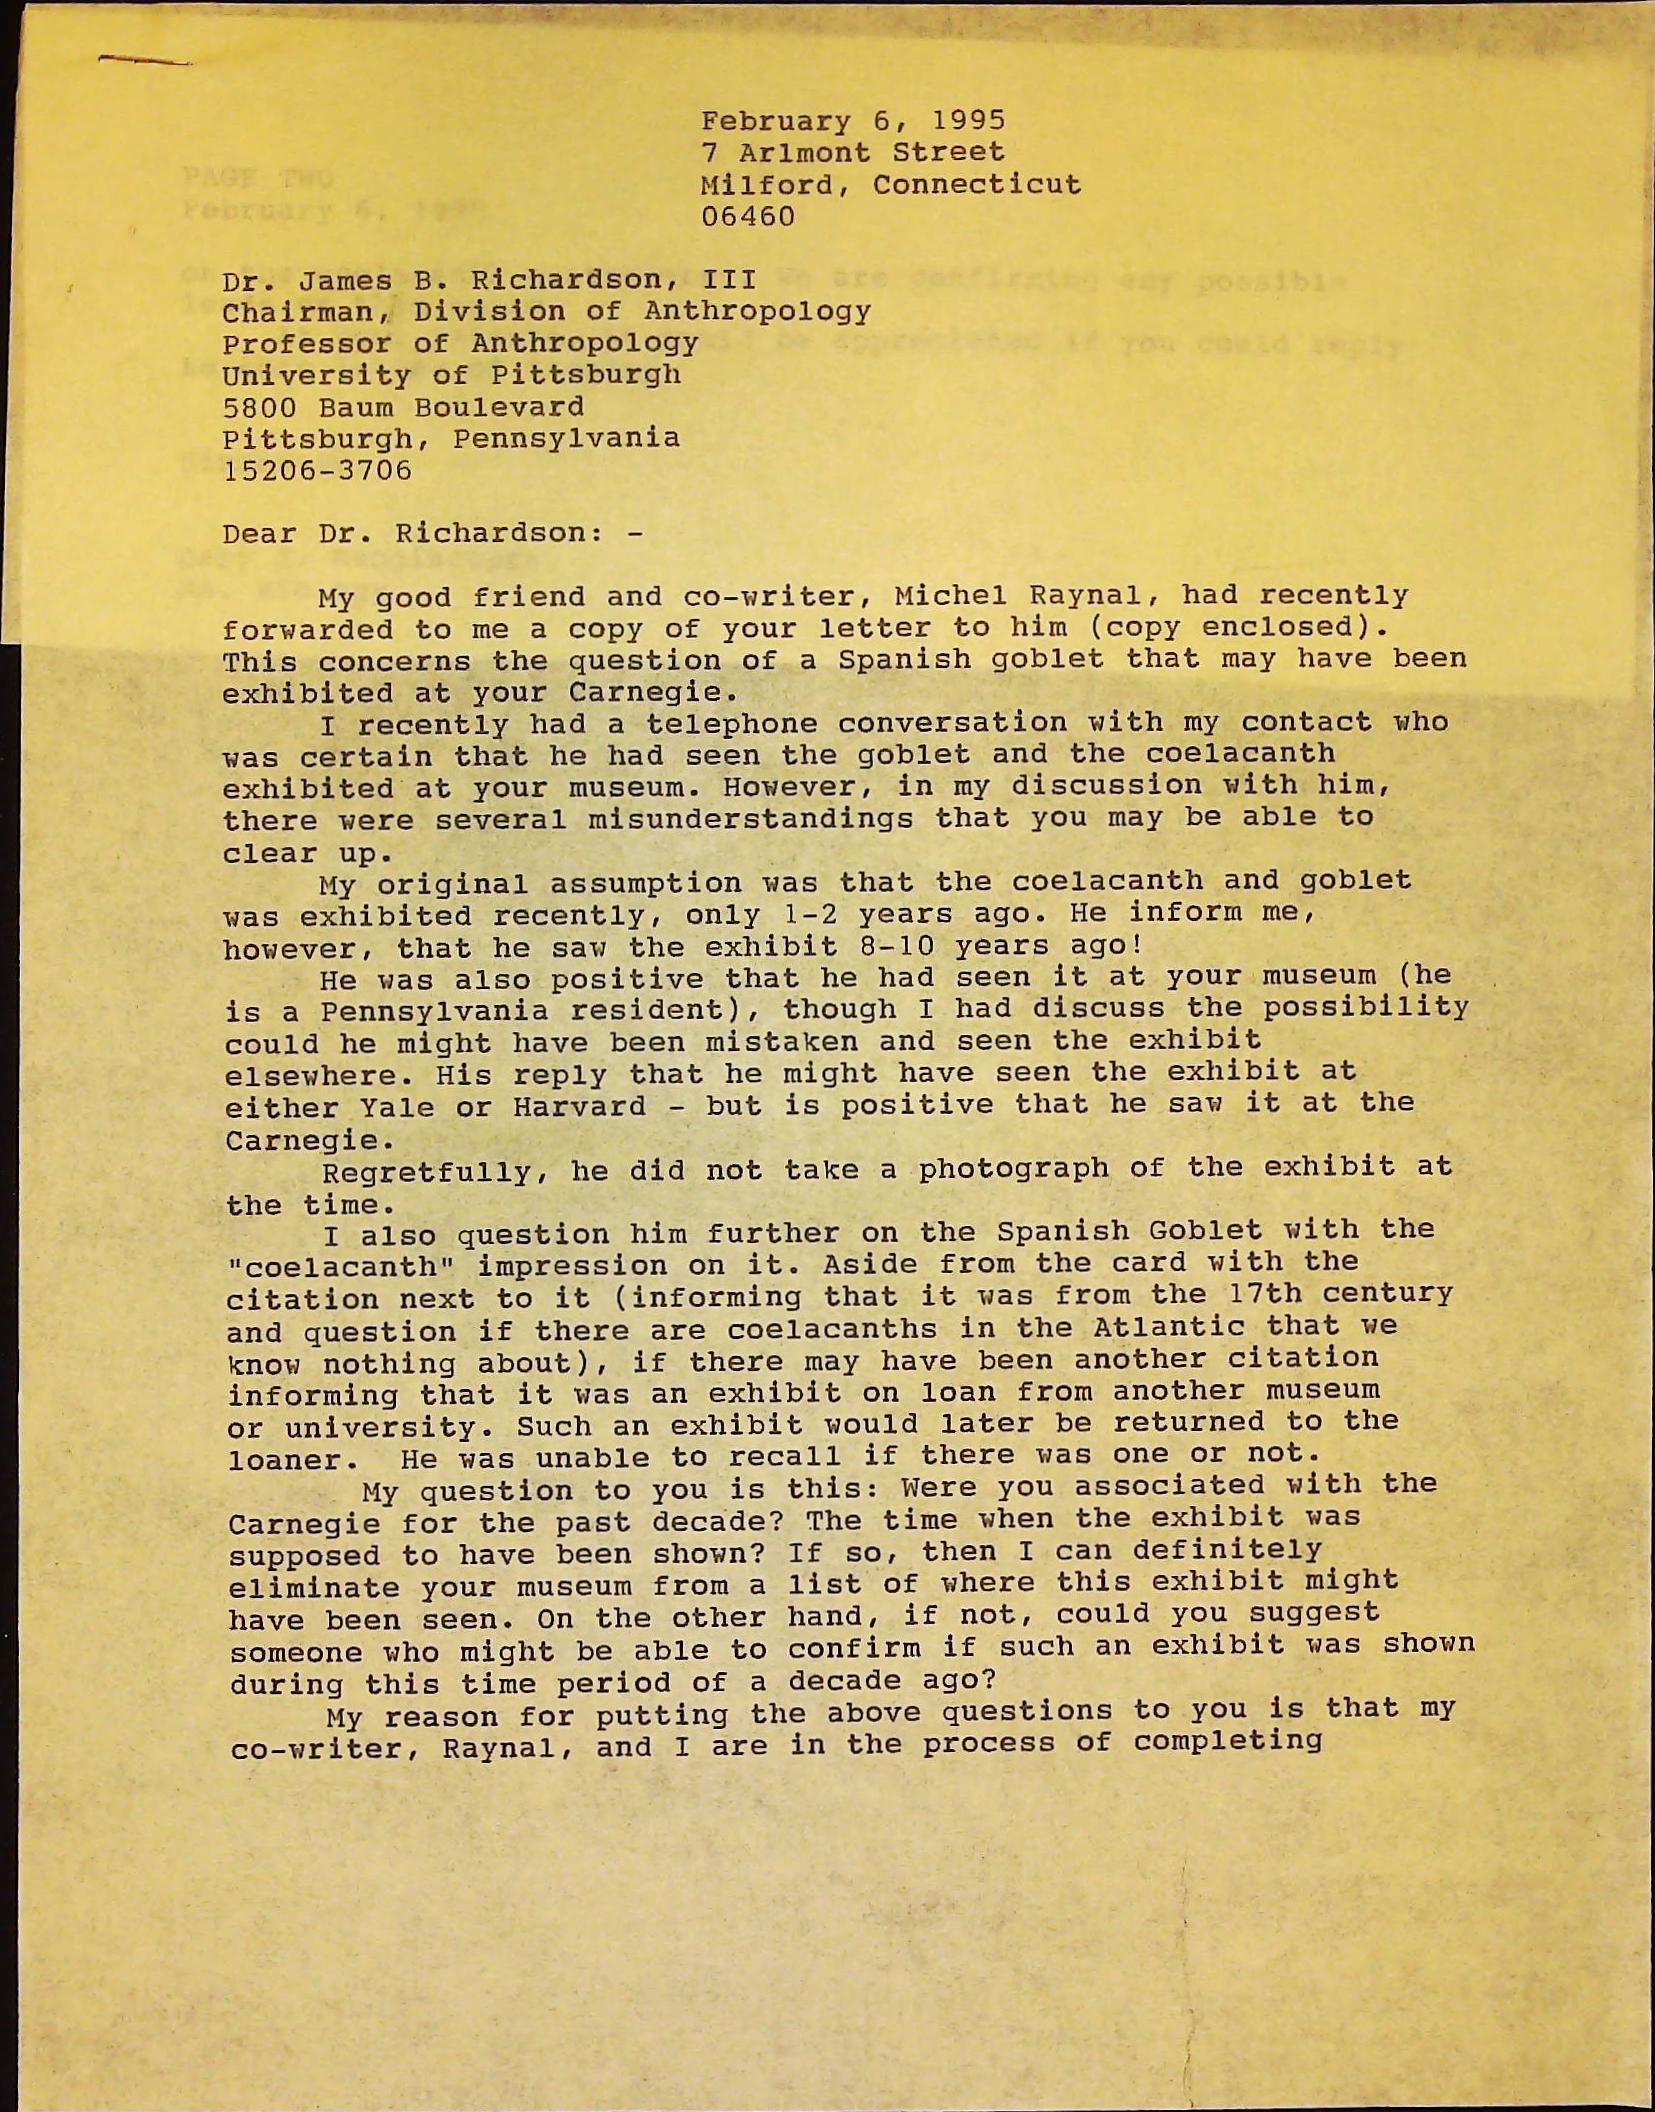 February 6, 1995
7 Arlmont Street
Milford, Connecticut
06460
Dr. James B. Richardson, III
Chairman, Division of Anthropology
Professor of Anthropology
University of Pittsburgh
5800 Baum Boulevard
Pittsburgh, Pennsylvania
15206-3706
Dear Dr. Richardson: -
My good friend and co-writer, Michel Raynal, had recently
forwarded to me a copy of your letter to him (copy enclosed).
This concerns the question of a Spanish goblet that may have been
exhibited at your Carnegie.
I recently had a telephone conversation with my contact who
was certain that he had seen the goblet and the coelacanth
exhibited at your museum. However, in my discussion with him,
there were several misunderstandings that you may be able to
clear up.
My original assumption was that the coelacanth and goblet
was exhibited recently, only 1-2 years ago. He inform me,
however, that he saw the exhibit 8-10 years ago!
He was also positive that he had seen it at your museum (he
is a Pennsylvania resident), though I had discuss the possibility
could he might have been mistaken and seen the exhibit
elsewhere. His reply that he might have seen the exhibit at
either Yale or Harvard - but is positive that he saw it at the
Carnegie.
Regretfully, he did not take a photograph of the exhibit at
the time.
I also question him further on the Spanish Goblet with the
"coelacanth" impression on it. Aside from the card with the
citation next to it (informing that it was from the 17th century
and question if there are coelacanths in the Atlantic that we
know nothing about), if there may have been another citation
informing that it was an exhibit on loan from another museum
or university. Such an exhibit would later be returned to the
loaner. He was unable to recall if there was one or not.
My question to you is this: Were you associated with the
Carnegie for the past decade? The time when the exhibit was
supposed to have been shown? If so, then I can definitely
eliminate your museum from a list of where this exhibit might
have been seen. On the other hand, if not, could you suggest
someone who might be able to confirm if such an exhibit was shown
during this time period of a decade ago?
My reason for putting the above questions to you is that my
co-writer, Raynal, and I are in the process of completing